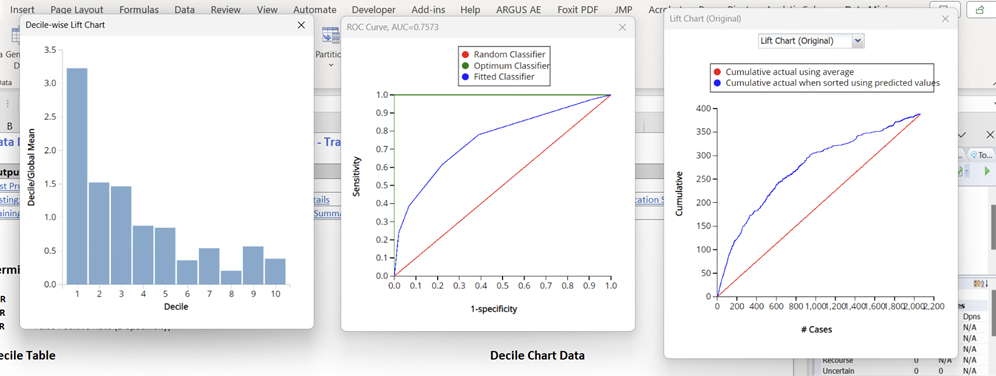 Insert Page Layout Formulas Data Review View Automate Developer Add-ins Help ARGUS AE Foxit PDF JMP
Decile-wise Lift Chart
3.5
3.0
2.5
2.0
1.5
1.0
0.5
0.0
Decile/Global Mean
1 2 3 4 5 6 7 8 9 10
Decile
ROC Curve, AUC=0.7573
Random Classifier
Optimum Classifier
Fitted Classifier
1.0
0.9
0.8
0.7
0.6
0.5
0.4
0.3
0.2
0.1
0.0
Sensitivity
0.0 0.1 0.2 0.3 0.4 0.5 0.6 0.7 0.8 0.9 1.0
1-specificity
Lift Chart (Original)
Lift Chart (Original)
Cumulative actual using average
Cumulative actual when sorted using predicted values
400
350
300
250
200
150
100
50
0
Cumulative
0 200 400 600 800 1,000 1,200 1,400 1,600 1,800 2,000 2,200
# Cases
B
- Tra
To...
Dpns
N/A
N/A
N/A
Recourse 0 N/A N/A
Uncertain 0 0 N/A
ecile Table
Decile Chart Data